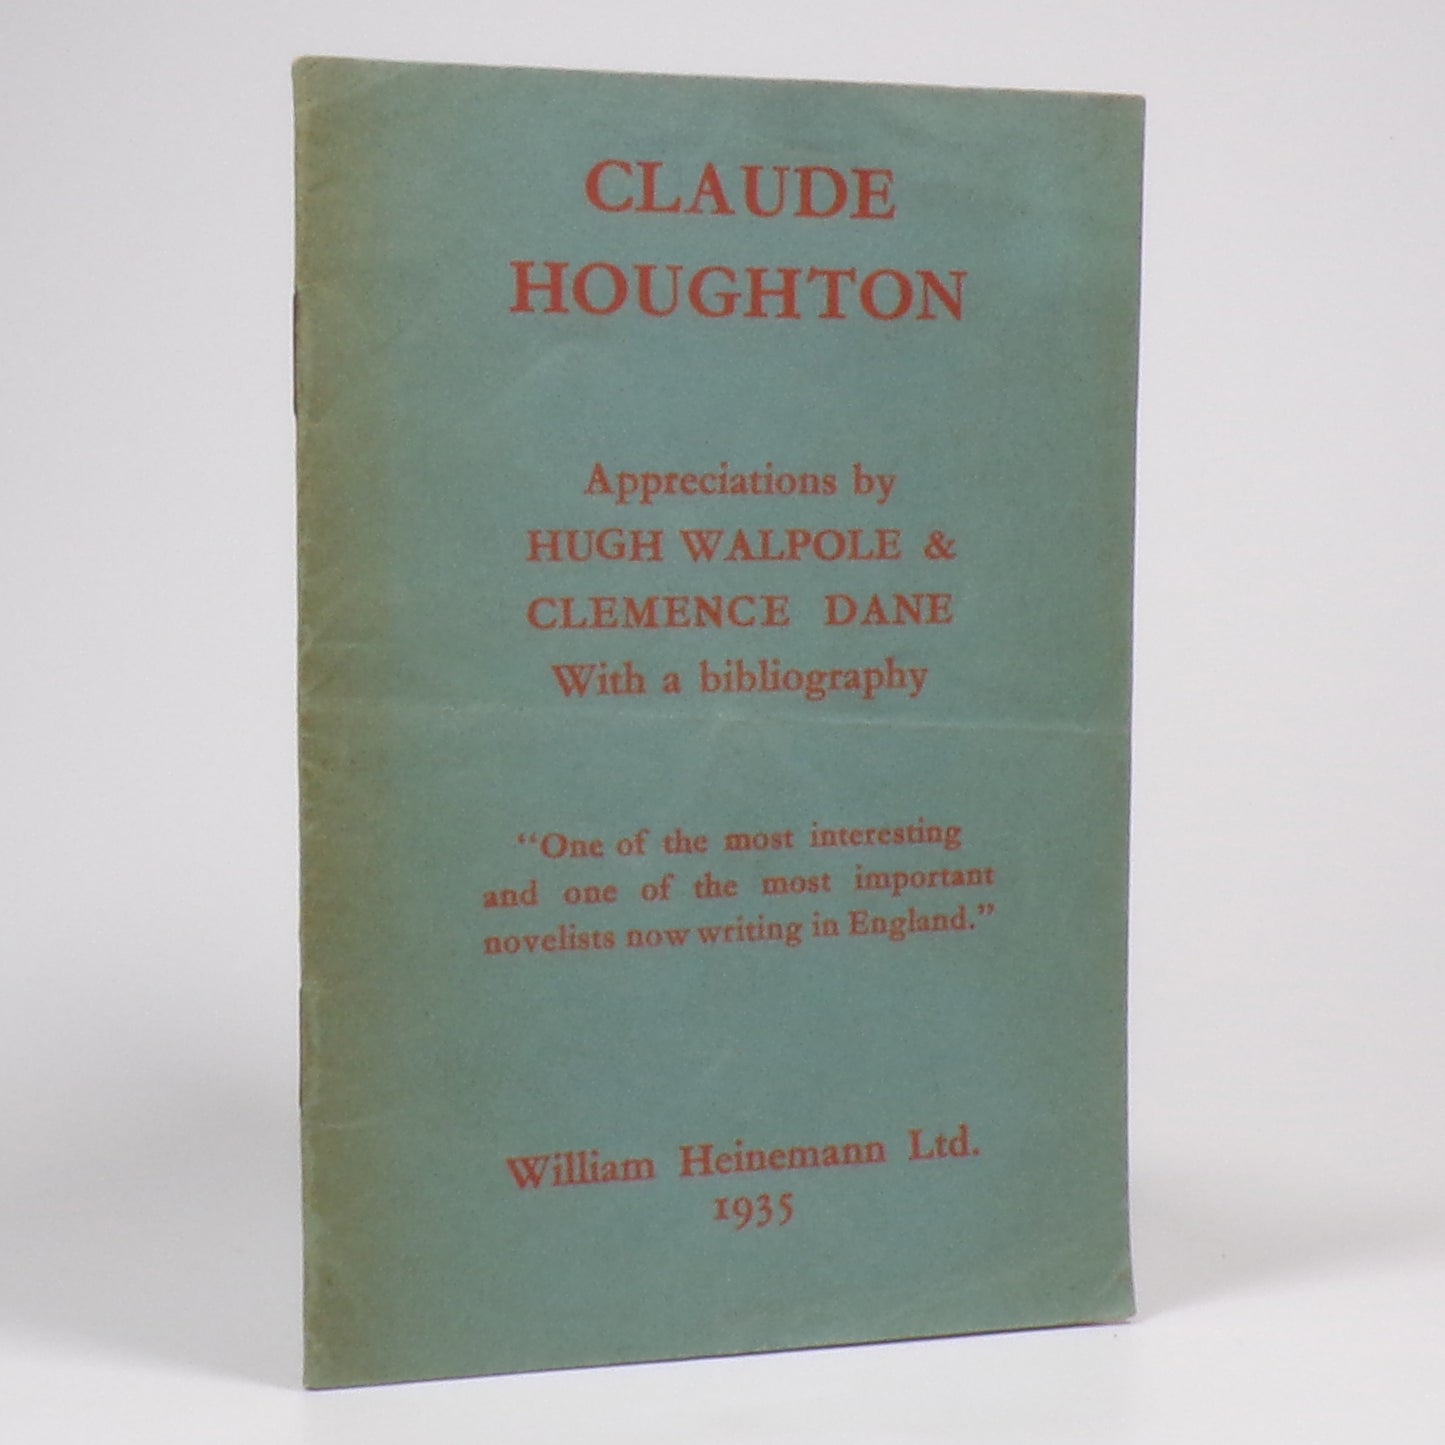 CLAUDE
HOUGHTON
Appreciations by
HUGH WALPOLE &
CLEMENCE DANE
With a bibliography
“One of the most interesting
and one of the most important
novelists now writing in England.”
William Heinemann Ltd.
1935